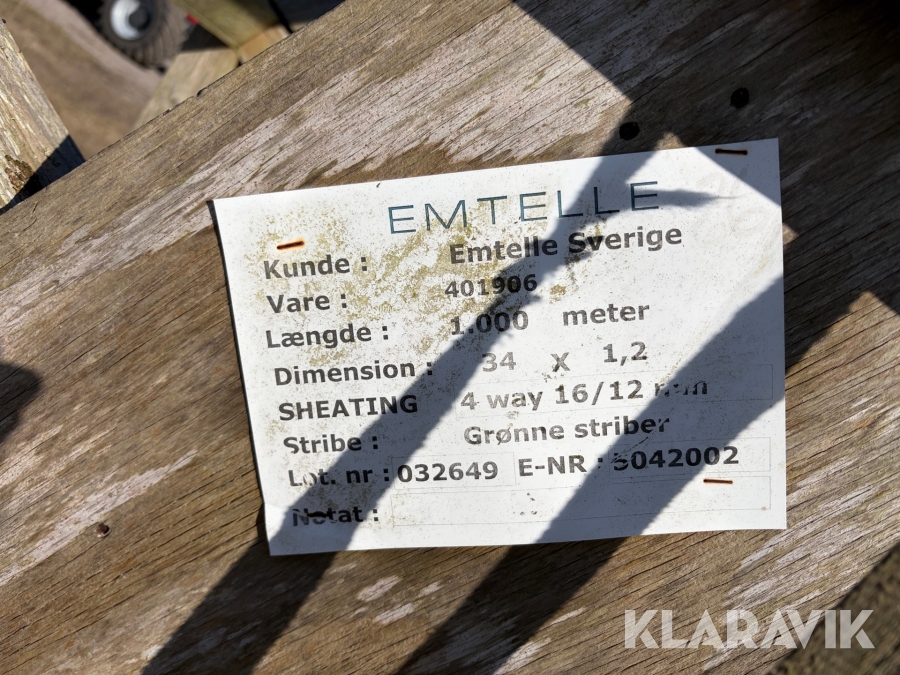 EMTELLE
Kunde : Emtelle Sverige
Vare : 401906
Længde : 1.000 meter
Dimension : 34 X 1,2
SHEATING 4 way 16/12 mm
Stribe : Grønne striber
Lot. nr : 032649 E-NR : 5042002
Notat :
KLARAVIK